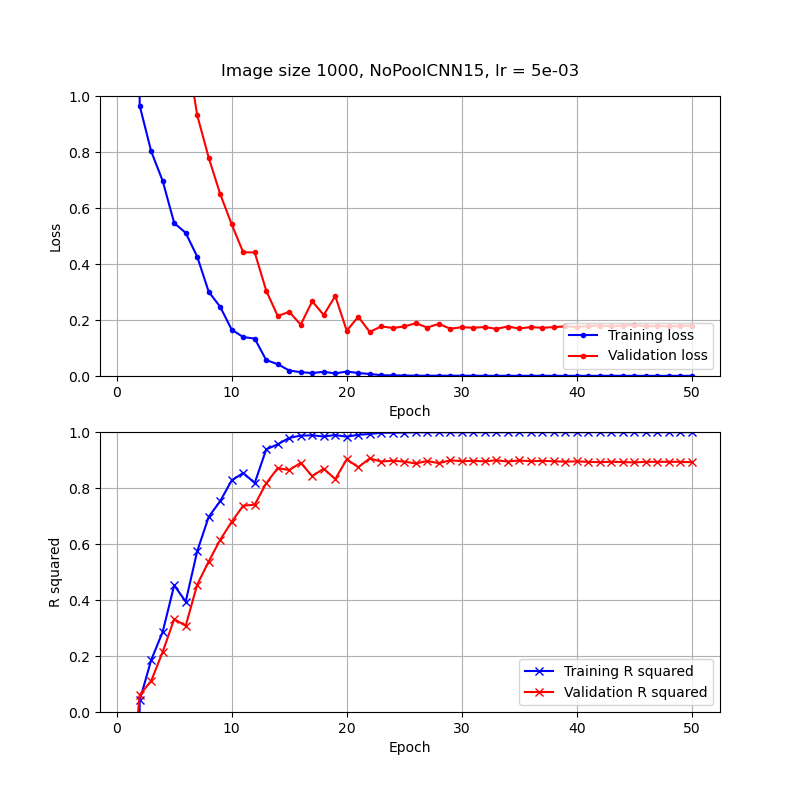 Image size 1000, NoPoolCNN15, lr = 5e-03
1.0
0.8
0.6
0.4
0.2
0.0
Loss
0
10
20
30
40
50
Epoch
Training loss
Validation loss
1.0
0.8
0.6
0.4
0.2
0.0
R squared
0
10
20
30
40
50
Epoch
Training R squared
Validation R squared